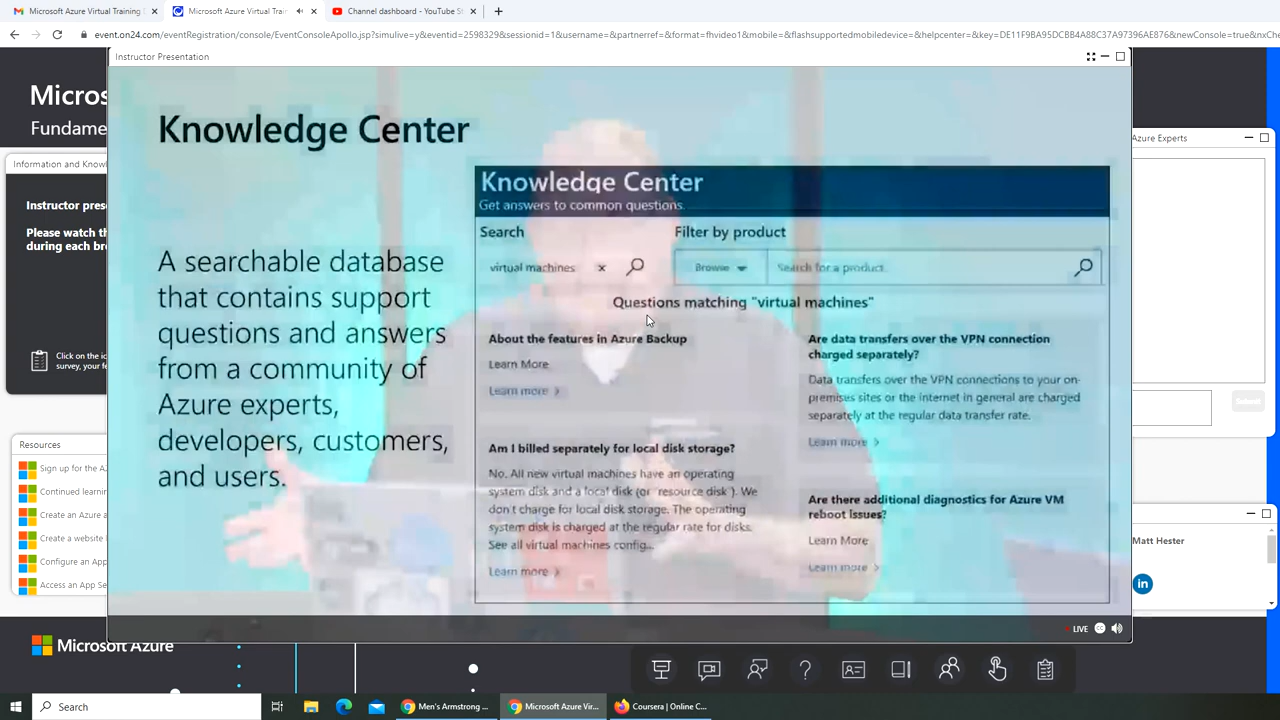 Microsoft Azure Virtual Training
Microsoft Azure Virtual Train
Channel dashboard - YouTube S
event.on24.com/eventRegistration/console/EventConsoleApollo.jsp?simulive=y&eventid=2598329&sessionid=1&username=&partnerref=&format=fhvideo1&mobile=&flashsupportedmobiledevice=&helpcenter=&key=DE11F9BA95DCBB4A88C37A97396AE876&newConsole=true&nxChe
Instructor Presentation
Micros
Fundame
Information and Know
Instructor pres
Please watch th
during each bre
Click on the ic
survey, your fe
Resources
Sign up for the A
Continued learnin
Create an Azure a
Create a website
Configure an App
Access an App Se
Knowledge Center
A searchable database
that contains support
questions and answers
from a community of
Azure experts,
developers, customers,
and users.
Knowledge Center
Get answers to common questions.
Search
Filter by product
virtual machines
Browse
Search for a product.
Questions matching "virtual machines"
About the features in Azure Backup
Learn More
Learn more >
Am I billed separately for local disk storage?
No. All new virtual machines have an operating
system disk and a local disk (or "resource disk"). We
don't charge for local disk storage. The operating
system disk is charged at the regular rate for disks.
See all virtual machines config...
Learn more >
Are data transfers over the VPN connection
charged separately?
Data transfers over the VPN connections to your on-
premises sites or the internet in general are charged
separately at the regular data transfer rate.
Learn more >
Are there additional diagnostics for Azure VM
reboot issues?
Learn More
Learn more >
LIVE
CC
Azure Experts
Submit
Matt Hester
in
Microsoft Azure
Search
Men's Armstrong ...
Microsoft Azure Vir...
Coursera | Online C...